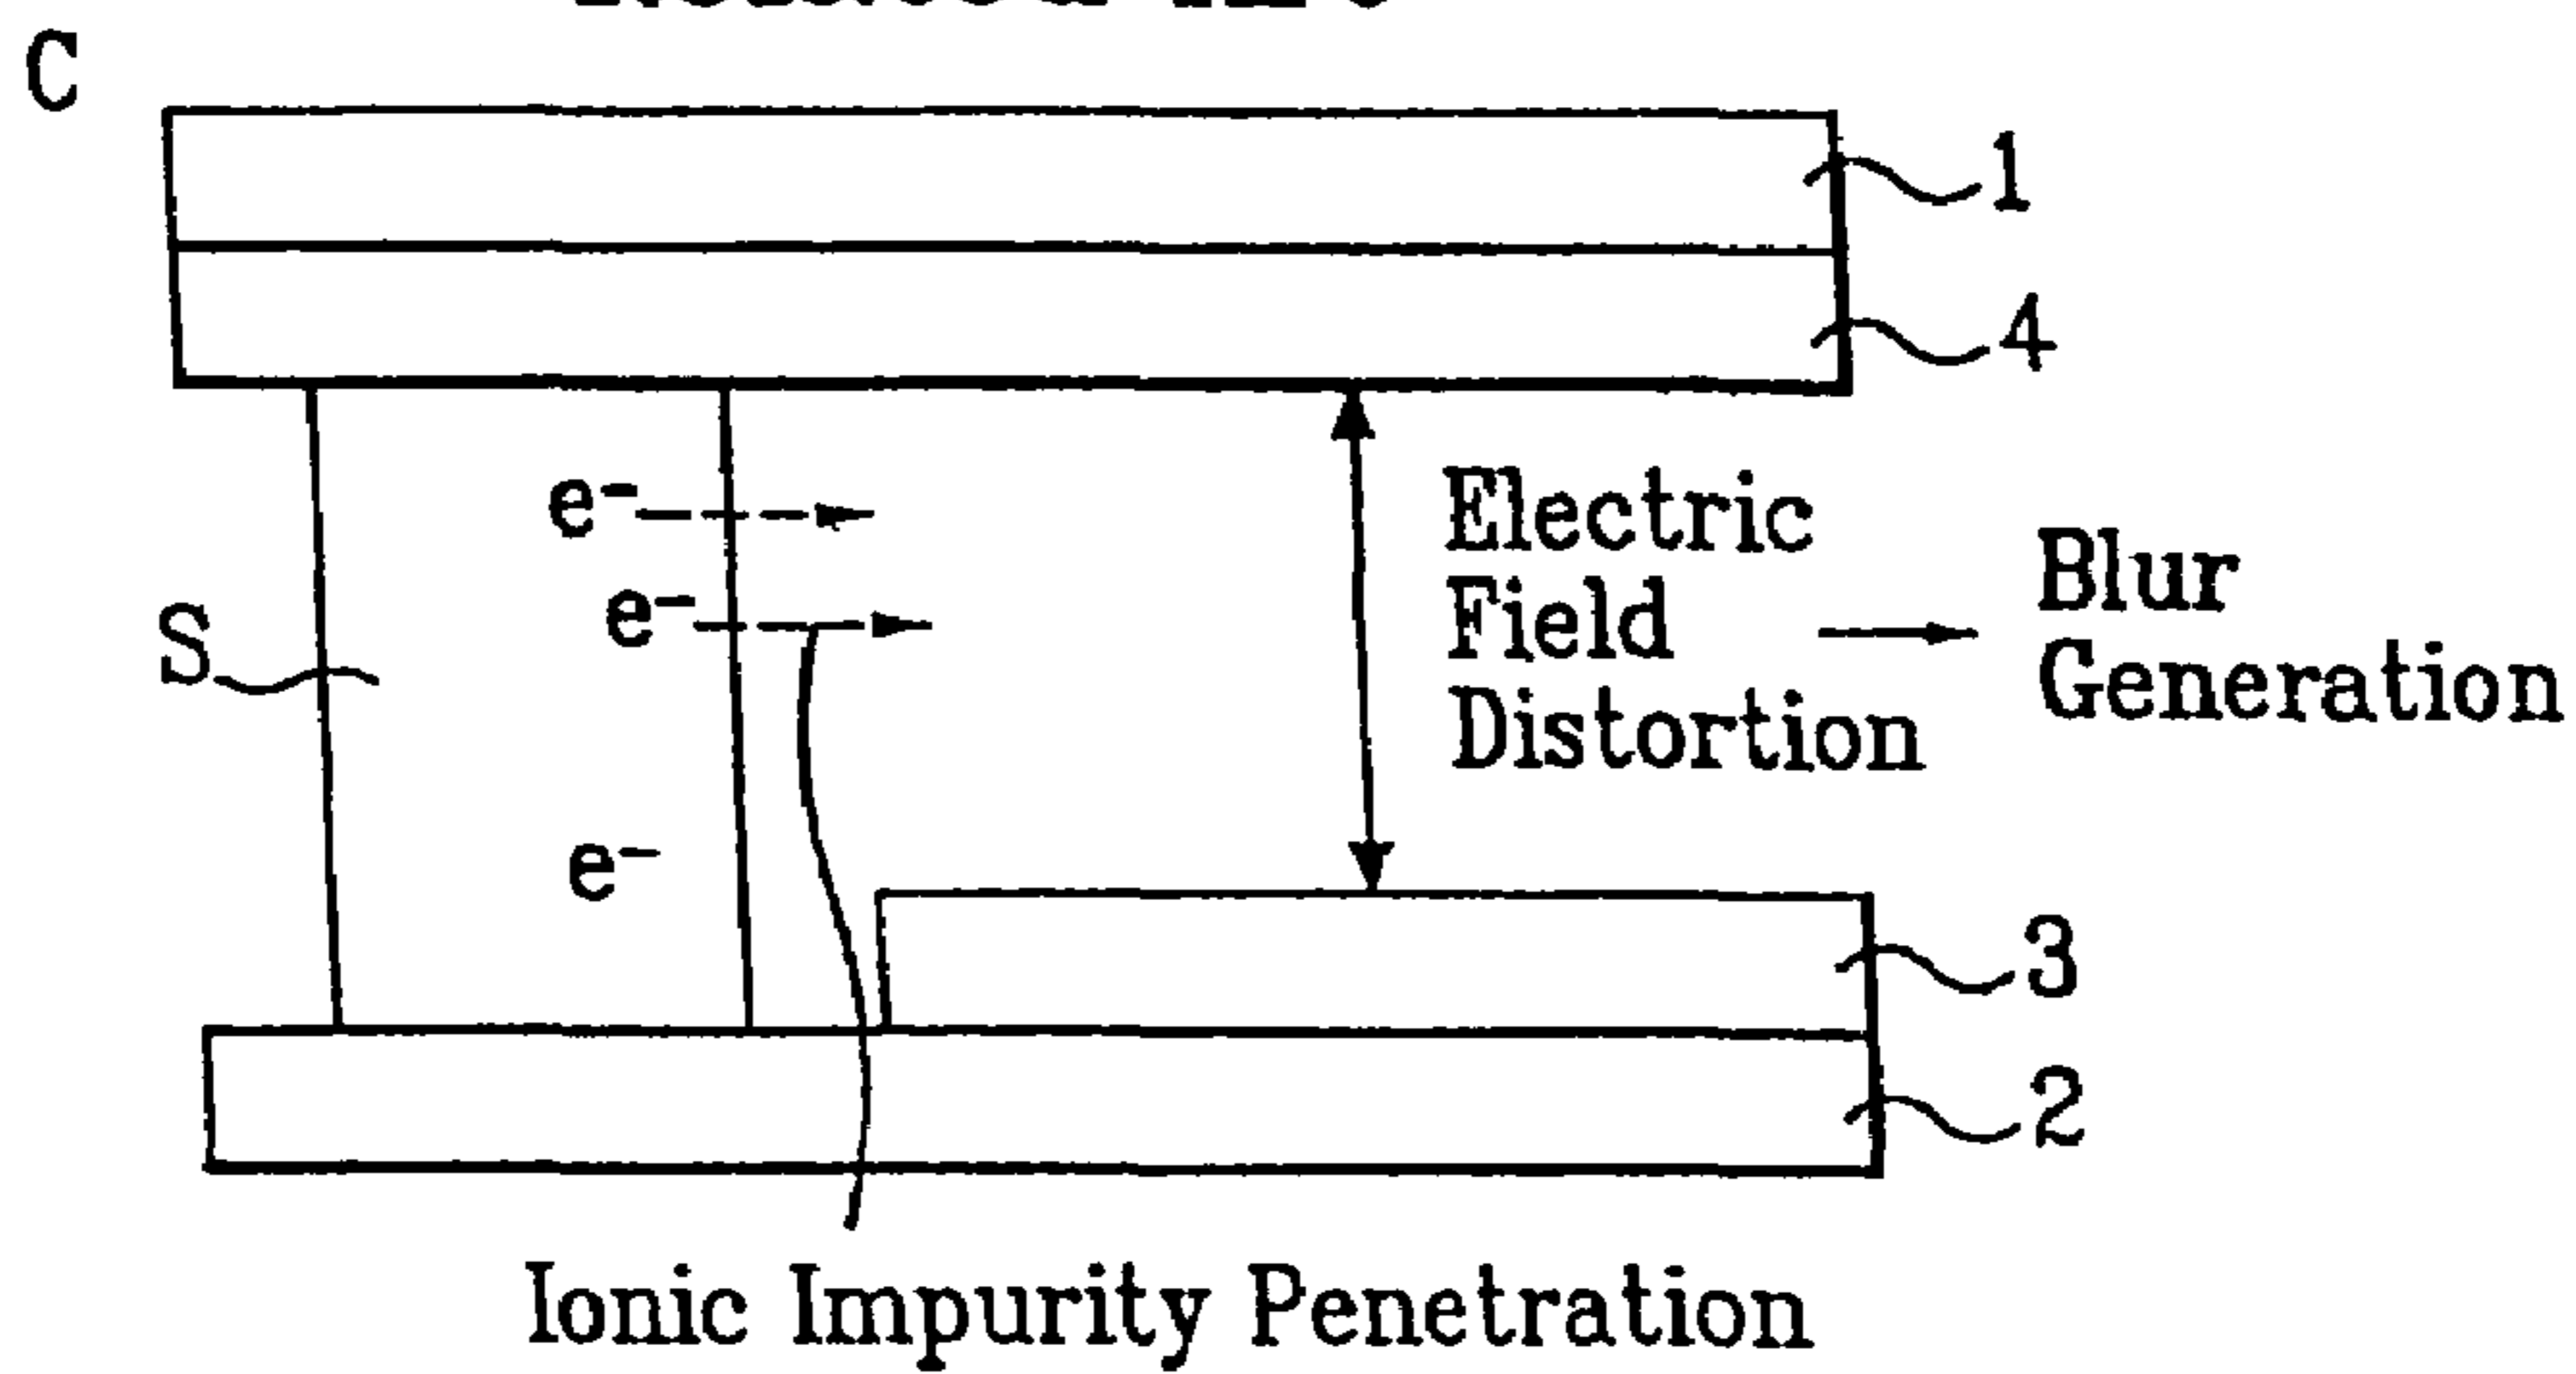 C
1
4
e-
e-
e-
S
Electric
Field
Distortion
Blur
Generation
3
2
Ionic Impurity Penetration